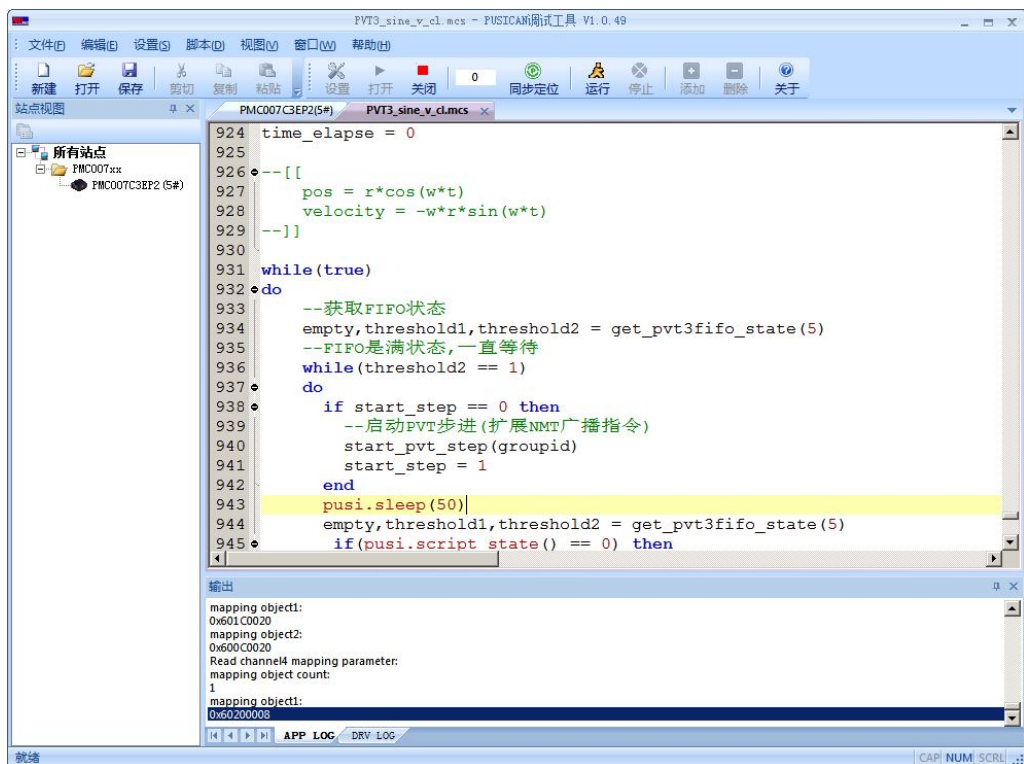 PVT3_sine_v_cl.mcs - PUSICAN调试工具 V1.0.49
文件(F) 编辑(E) 设置(S) 脚本(D) 视图(V) 窗口(W) 帮助(H)
新建 打开 保存 剪切 复制 粘贴 设置 打开 关闭 0 同步定位 运行 停止 添加 删除 关于
站点视图
所有站点
PMC007xx
PMC007C3EP2(5#)
PMC007C3EP2(5#) PVT3_sine_v_cl.mcs
924 time_elapse = 0
925
926 --[[
927 pos = r*cos(w*t)
928 velocity = -w*r*sin(w*t)
929 --]]
930
931 while(true)
932 do
933 --获取FIFO状态
934 empty,threshold1,threshold2 = get_pvt3fifo_state(5)
935 --FIFO是满状态,一直等待
936 while(threshold2 == 1)
937 do
938 if start_step == 0 then
939 --启动PVT步进(扩展NMT广播指令)
940 start_pvt_step(groupid)
941 start_step = 1
942 end
943 pusi.sleep(50)
944 empty,threshold1,threshold2 = get_pvt3fifo_state(5)
945 if(pusi.script_state() == 0) then
输出
mapping object1:
0x601C0020
mapping object2:
0x600C0020
Read channel4 mapping parameter:
mapping object count:
1
mapping object1:
0x60200008
APP LOG DRV LOG
就绪
CAP NUM SCRL